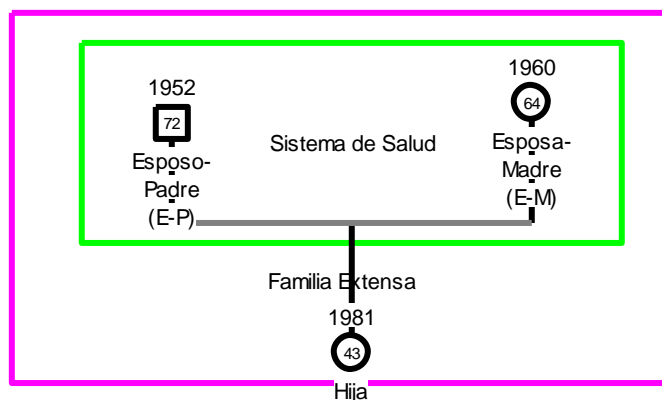 1952
72
Esposo-
Padre
(E-P)
Sistema de Salud
1960
64
Esposa-
Madre
(E-M)
Familia Extensa
1981
43
Hija